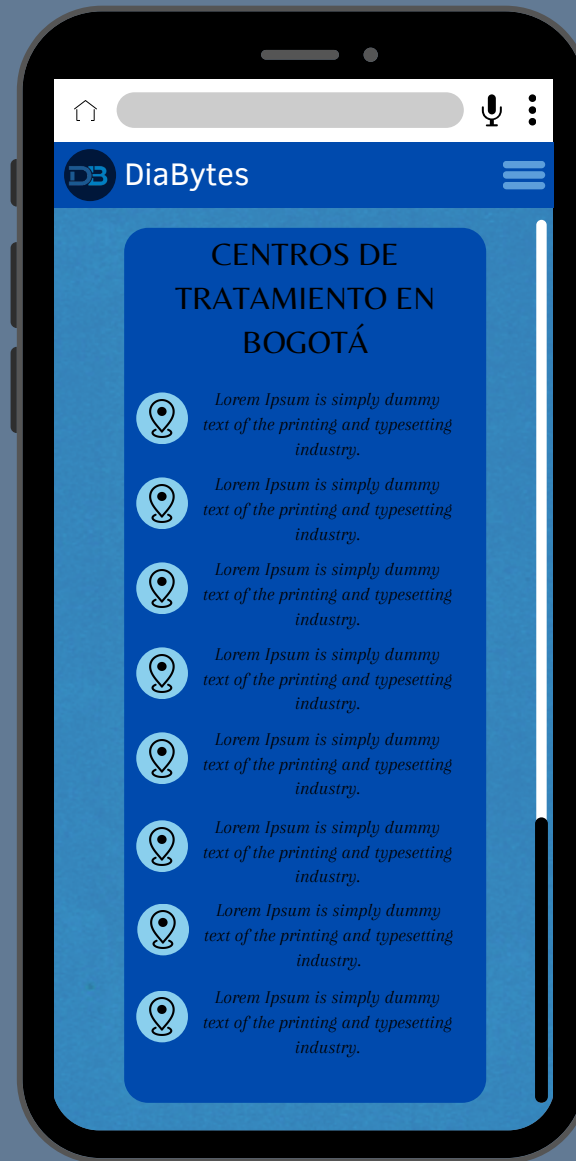 DB DiaBytes
CENTROS DE
TRATAMIENTO EN
BOGOTÁ
Lorem Ipsum is simply dummy
text of the printing and typesetting
industry.
Lorem Ipsum is simply dummy
text of the printing and typesetting
industry.
Lorem Ipsum is simply dummy
text of the printing and typesetting
industry.
Lorem Ipsum is simply dummy
text of the printing and typesetting
industry.
Lorem Ipsum is simply dummy
text of the printing and typesetting
industry.
Lorem Ipsum is simply dummy
text of the printing and typesetting
industry.
Lorem Ipsum is simply dummy
text of the printing and typesetting
industry.
Lorem Ipsum is simply dummy
text of the printing and typesetting
industry.